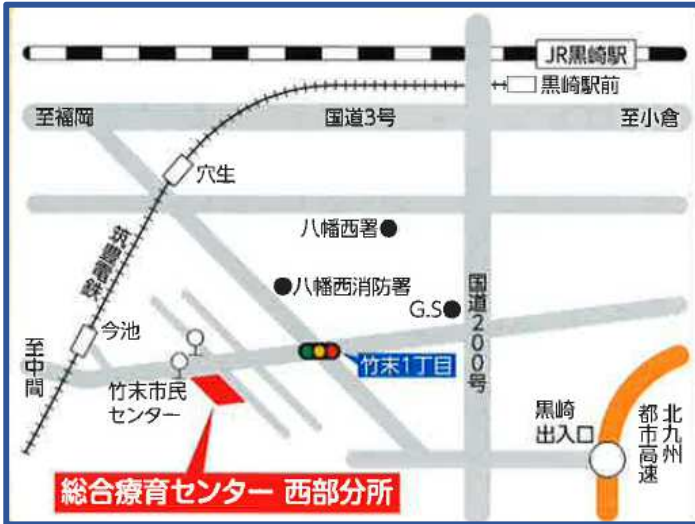 JR黒崎駅
黒崎駅前
至福岡
国道3号
至小倉
穴生
筑豊電鉄
八幡西署
八幡西消防署
G.S
国道200号
今池
至中間
竹末1丁目
竹末市民
センター
黒崎
出入口
北九州
都市高速
総合療育センター 西部分所